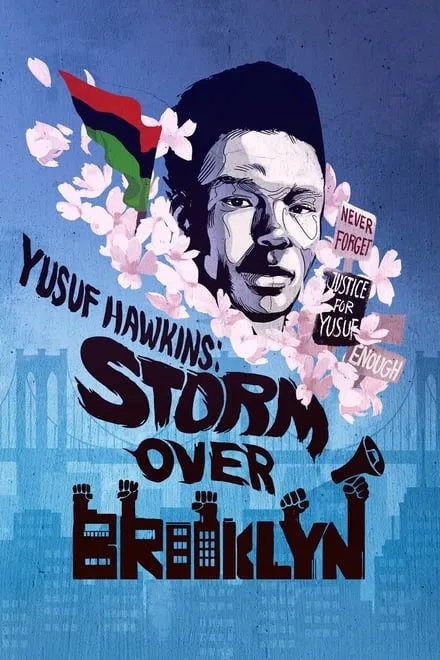 YUSUF HAWKINS:
STORM
OVER
BROOKLYN
NEVER
FORGET
JUSTICE
FOR
YUSUF
ENOUGH